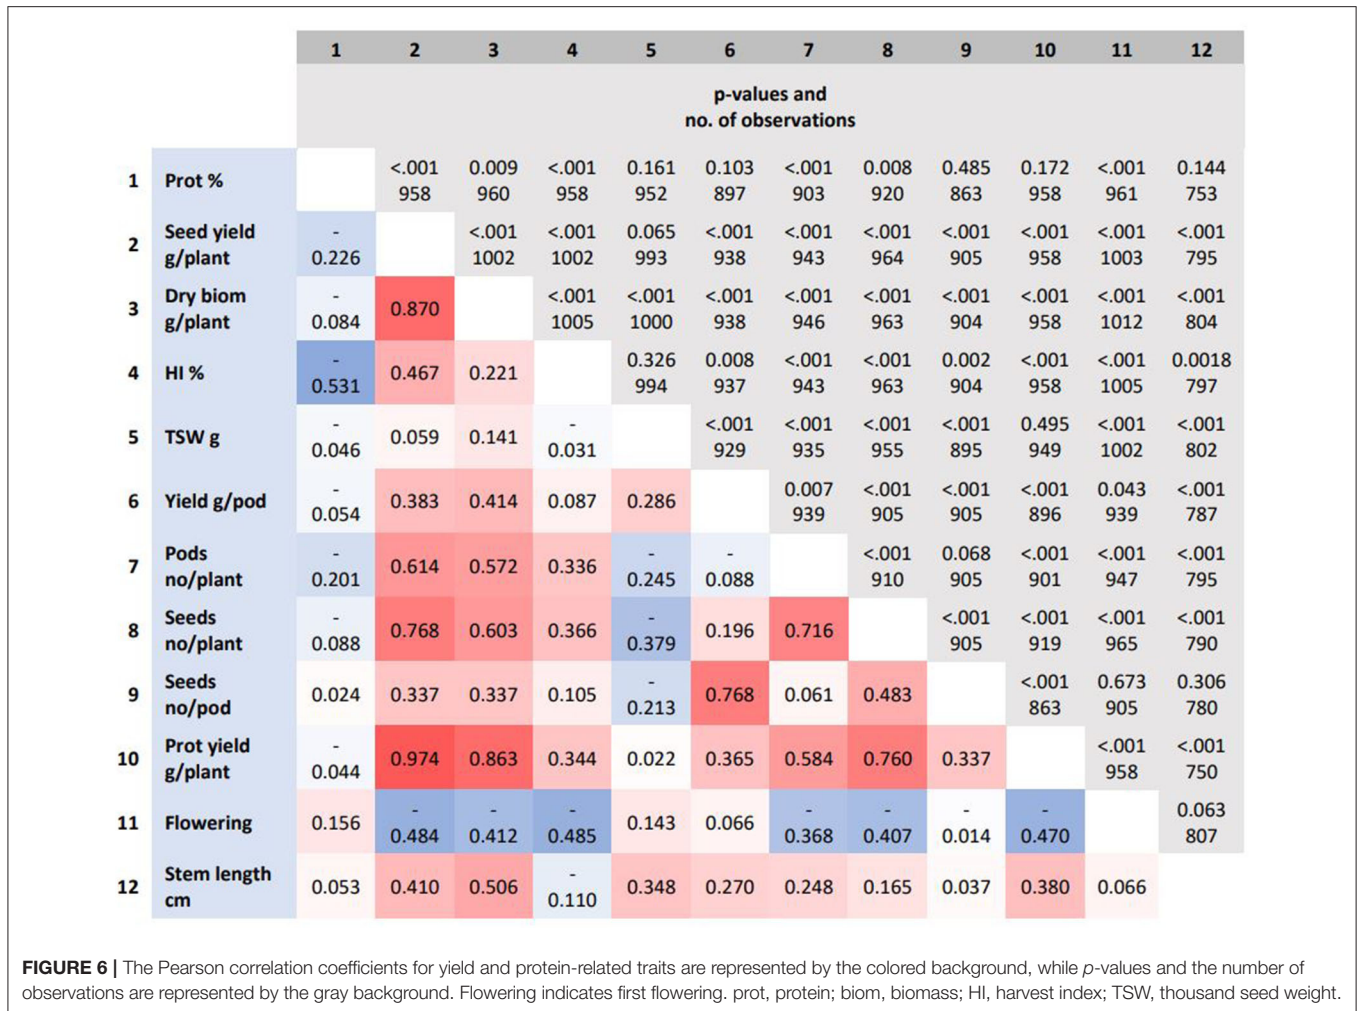 1 2 3 4 5 6 7 8 9 10 11 12
p-values and
no. of observations
1 Prot % <.001 0.009 <.001 0.161 0.103 <.001 0.008 0.485 0.172 <.001 0.144
958 960 958 952 897 903 920 863 958 961 753
2 Seed yield g/plant - 0.226 <.001 <.001 0.065 <.001 <.001 <.001 <.001 <.001 <.001 <.001
1002 1002 993 938 943 964 905 958 1003 795
3 Dry biom g/plant - 0.084 0.870 <.001 <.001 <.001 <.001 <.001 <.001 <.001 <.001 <.001
1005 1000 938 946 963 904 958 1012 804
4 HI % - 0.531 0.467 0.221 0.326 0.008 <.001 <.001 0.002 <.001 <.001 0.0018
994 937 943 963 904 958 1005 797
5 TSW g - 0.046 0.059 0.141 - 0.031 <.001 <.001 <.001 <.001 0.495 <.001 <.001
929 935 955 895 949 1002 802
6 Yield g/pod - 0.054 0.383 0.414 0.087 0.286 0.007 <.001 <.001 <.001 0.043 <.001
939 905 905 896 939 787
7 Pods no/plant - 0.201 0.614 0.572 0.336 - 0.245 - 0.088 <.001 0.068 <.001 <.001 <.001
910 905 901 947 795
8 Seeds no/plant - 0.088 0.768 0.603 0.366 - 0.379 0.196 0.716 <.001 <.001 <.001 <.001
905 919 965 790
9 Seeds no/pod 0.024 0.337 0.337 0.105 - 0.213 0.768 0.061 0.483 <.001 0.673 0.306
863 905 780
10 Prot yield g/plant - 0.044 0.974 0.863 0.344 0.022 0.365 0.584 0.760 0.337 <.001 <.001
958 750
11 Flowering 0.156 - 0.484 - 0.412 - 0.485 0.143 0.066 - 0.368 - 0.407 - 0.014 - 0.470 0.063
807
12 Stem length cm 0.053 0.410 0.506 - 0.110 0.348 0.270 0.248 0.165 0.037 0.380 0.066
FIGURE 6 | The Pearson correlation coefficients for yield and protein-related traits are represented by the colored background, while p-values and the number of
observations are represented by the gray background. Flowering indicates first flowering. prot, protein; biom, biomass; HI, harvest index; TSW, thousand seed weight.